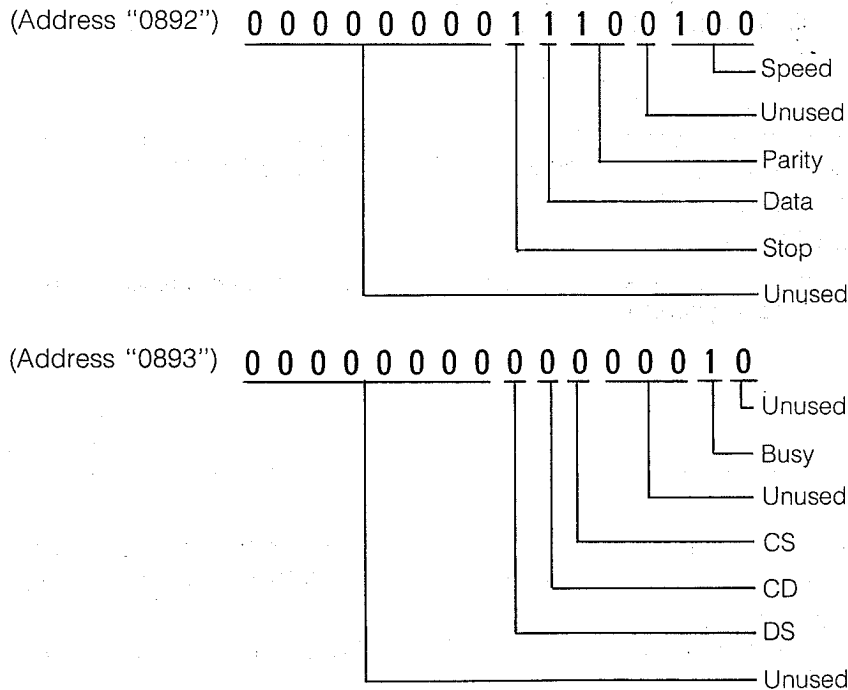 (Address “0892”) 0 0 0 0 0 0 0 0 1 1 1 0 0 1 0 0
Speed
Unused
Parity
Data
Stop
Unused
(Address “0893”) 0 0 0 0 0 0 0 0 0 0 0 0 0 0 1 0
Unused
Busy
Unused
CS
CD
DS
Unused